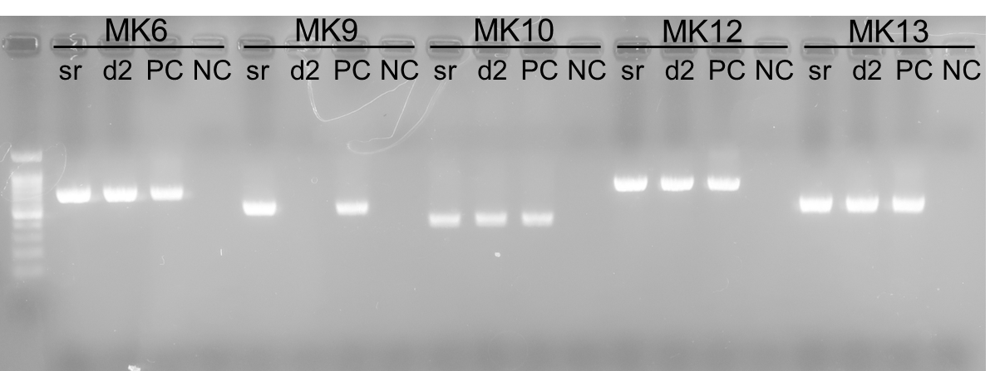 MK6 MK9 MK10 MK12 MK13
sr d2 PC NC sr d2 PC NC sr d2 PC NC sr d2 PC NC sr d2 PC NC